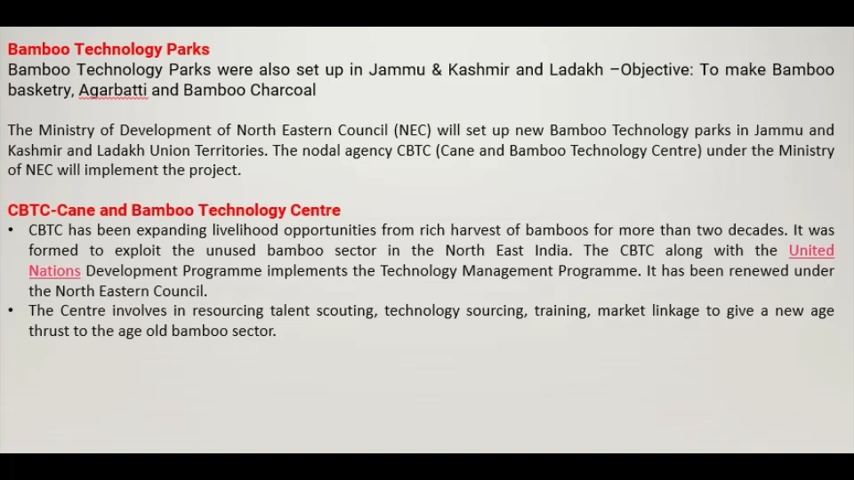 Bamboo Technology Parks
Bamboo Technology Parks were also set up in Jammu & Kashmir and Ladakh –Objective: To make Bamboo
basketry, Agarbatti and Bamboo Charcoal
The Ministry of Development of North Eastern Council (NEC) will set up new Bamboo Technology parks in Jammu and
Kashmir and Ladakh Union Territories. The nodal agency CBTC (Cane and Bamboo Technology Centre) under the Ministry
of NEC will implement the project.
CBTC-Cane and Bamboo Technology Centre
• CBTC has been expanding livelihood opportunities from rich harvest of bamboos for more than two decades. It was
formed to exploit the unused bamboo sector in the North East India. The CBTC along with the United
Nations Development Programme implements the Technology Management Programme. It has been renewed under
the North Eastern Council.
• The Centre involves in resourcing talent scouting, technology sourcing, training, market linkage to give a new age
thrust to the age old bamboo sector.